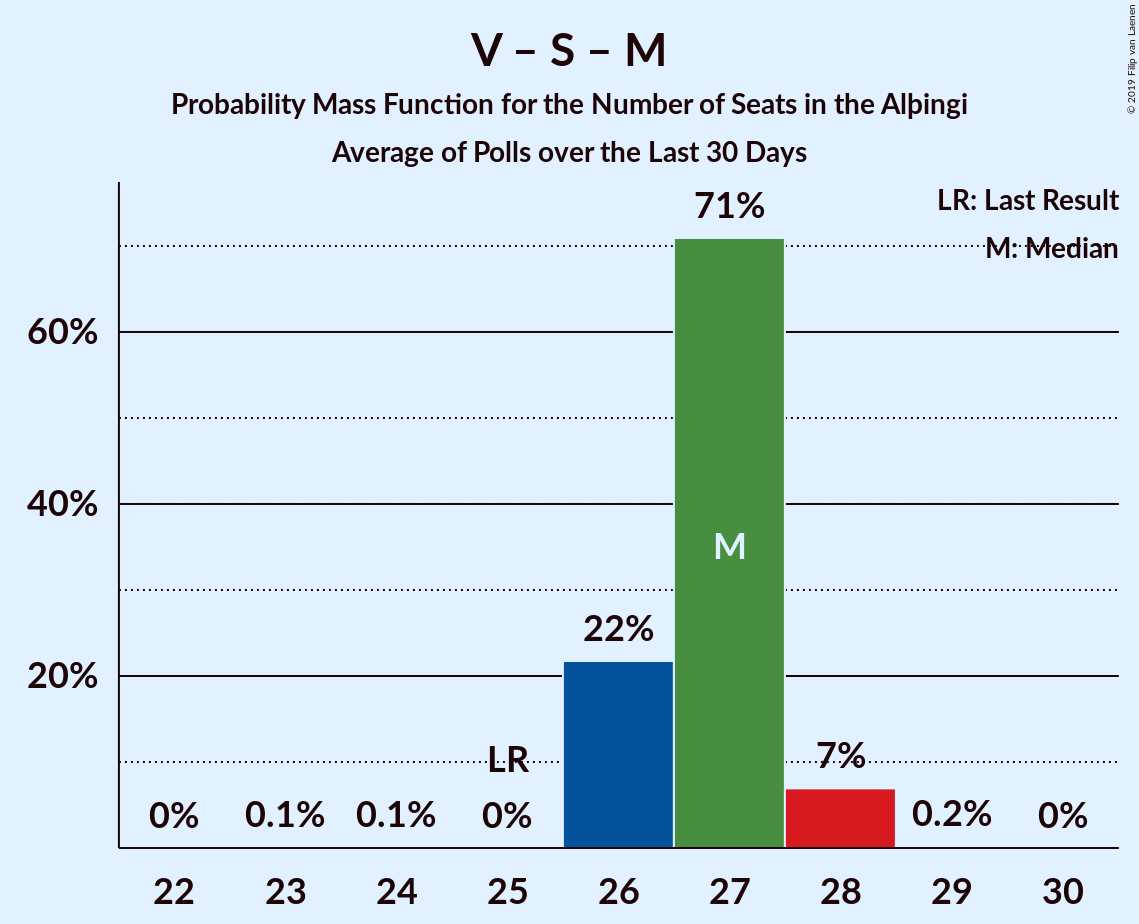 V – S – M
Probability Mass Function for the Number of Seats in the Alþingi
Average of Polls over the Last 30 Days
© 2019 Filip van Laenen
LR: Last Result
M: Median
71%
60%
40%
M
22%
20%
LR
7%
0%
0.1%
0.1%
0%
0.2%
0%
22
23
24
25
26
27
28
29
30